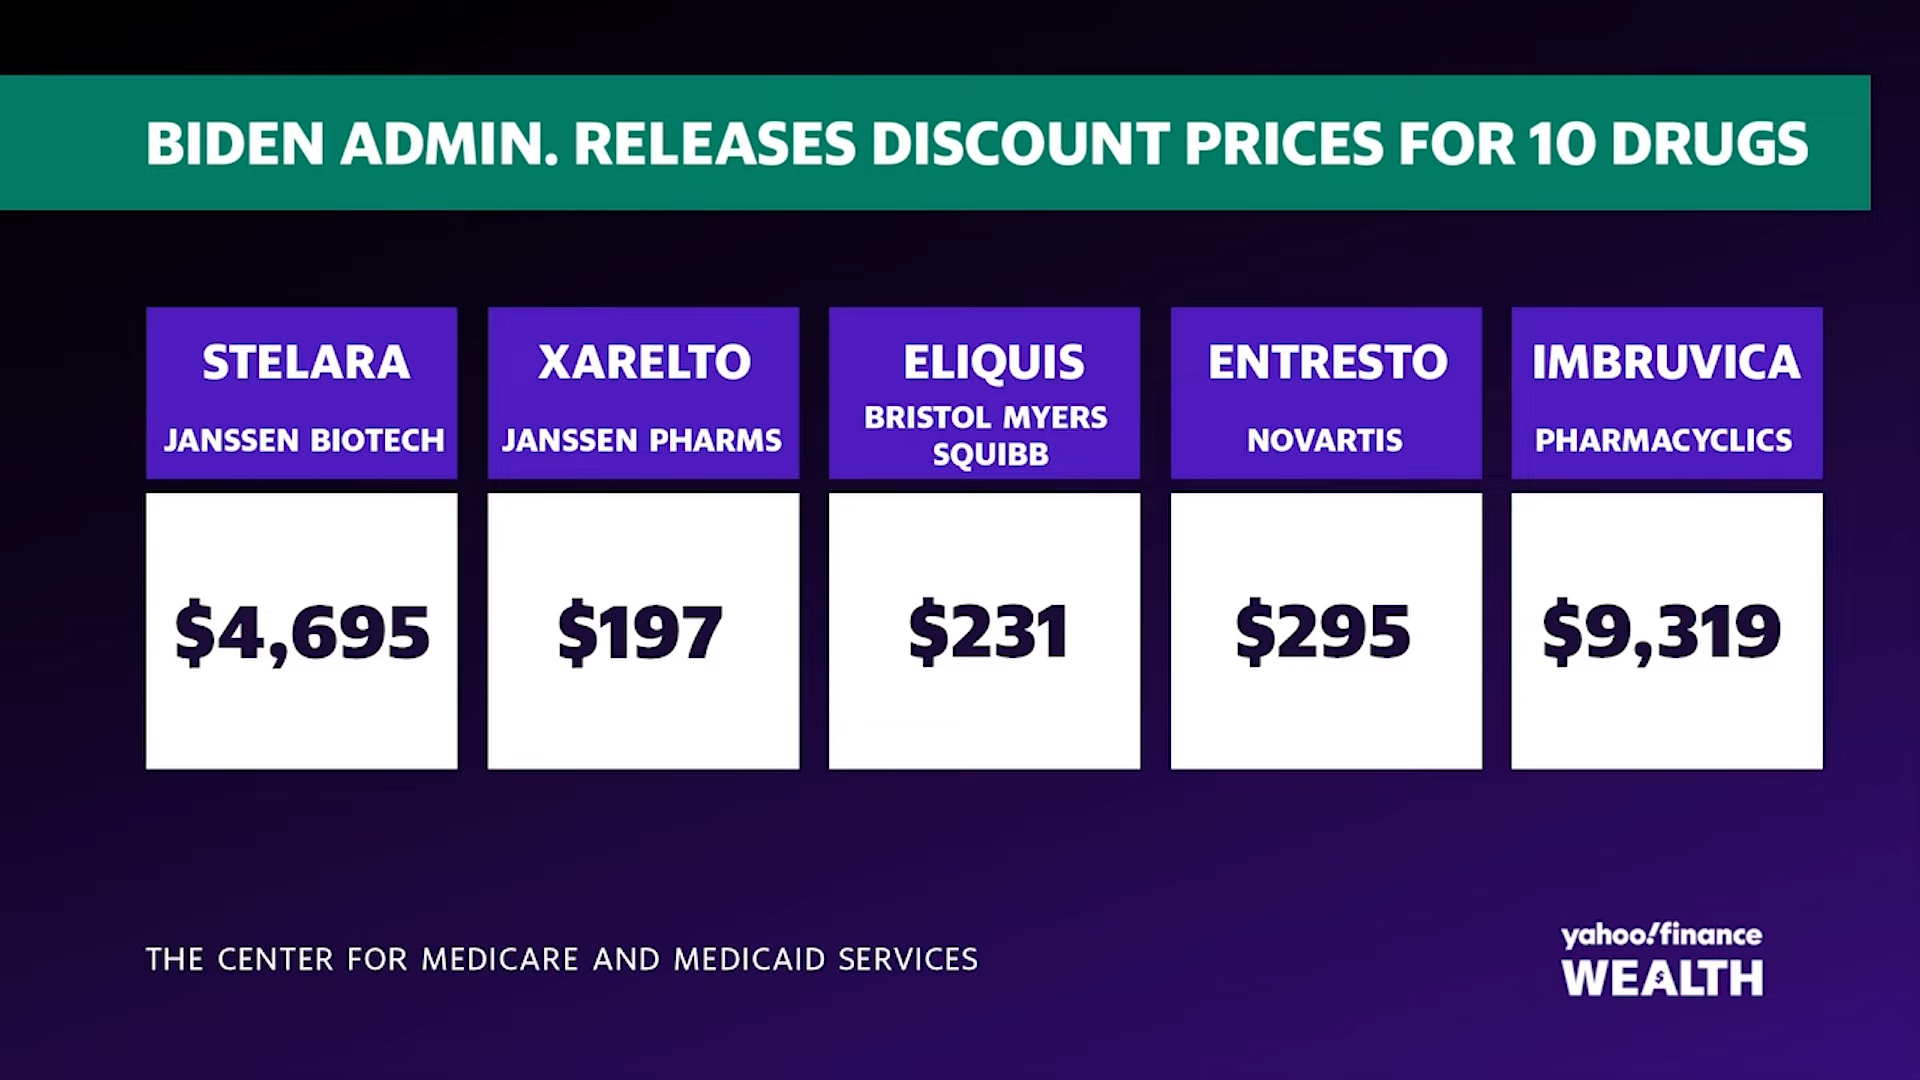 BIDEN ADMIN. RELEASES DISCOUNT PRICES FOR 10 DRUGS
STELARA
JANSSEN BIOTECH
$4,695
XARELTO
JANSSEN PHARMS
$197
ELIQUIS
BRISTOL MYERS
SQUIBB
$231
ENTRESTO
NOVARTIS
$295
IMBRUVICA
PHARMACYCLICS
$9,319
THE CENTER FOR MEDICARE AND MEDICAID SERVICES
yahoo!finance
WEALTH